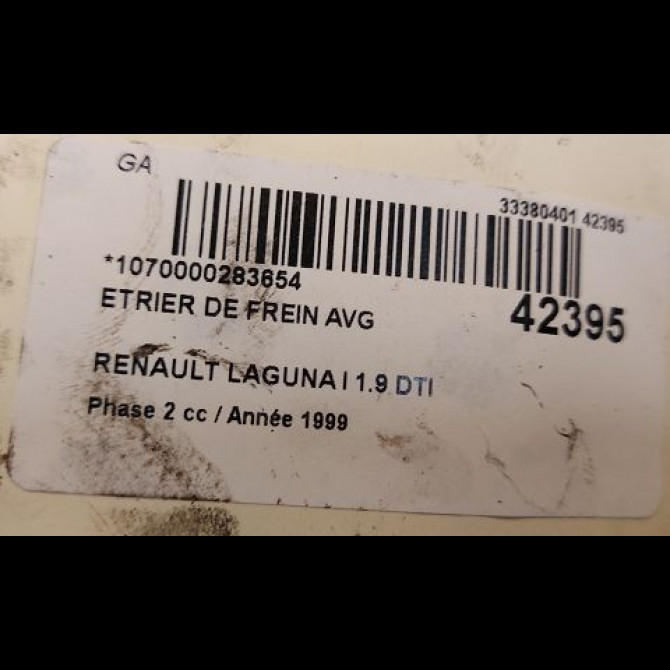 GA
33380401 42395
*1070000283654
42395
ETRIER DE FREIN AVG
RENAULT LAGUNA I 1.9 DTI
Phase 2 cc / Année 1999